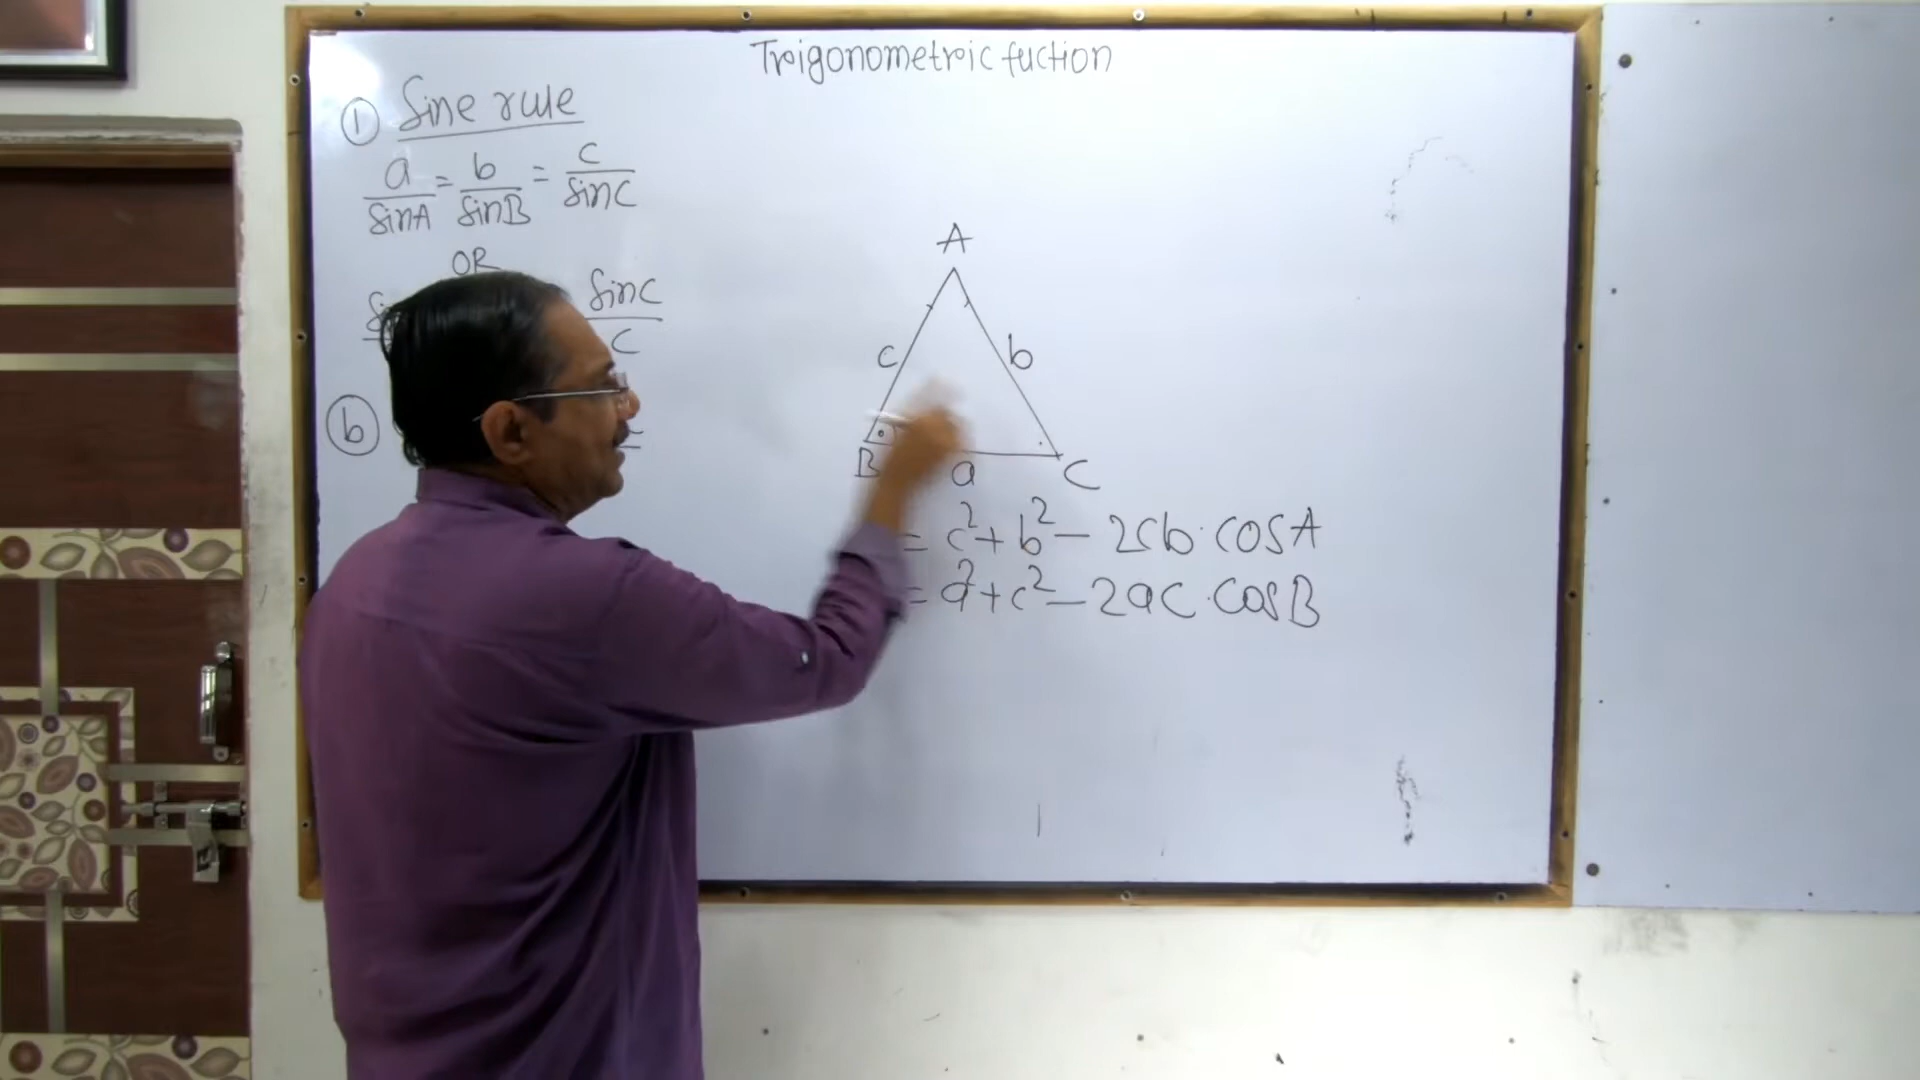 Trigonometric fuction
① Sine rule
a/sinA = b/sinB = c/sinC
OR
sinC/c
ⓑ
A
c b
B a C
= c²+b²−2cb·cosA
= a²+c²−2ac·cosB